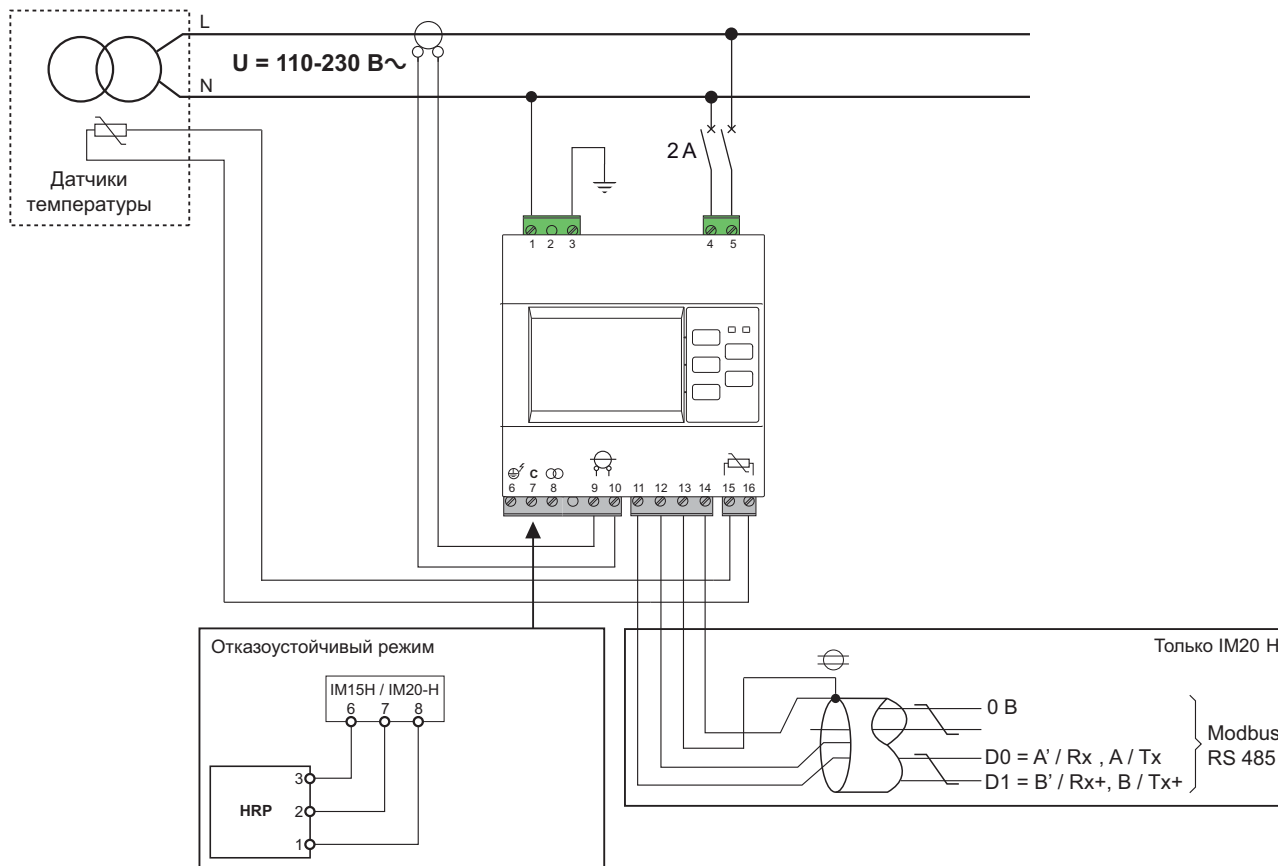 L
U = 110-230 В~
N
2 A
Датчики
температуры
1 2 3
4 5
C
6 7 8 9 10 11 12 13 14 15 16
Отказоустойчивый режим
IM15H / IM20-H
6 7 8
3
HRP
2
1
Только IM20 H
0 В
Modbus
RS 485
D0 = A’ / Rx , A / Tx
D1 = B’ / Rx+, B / Tx+